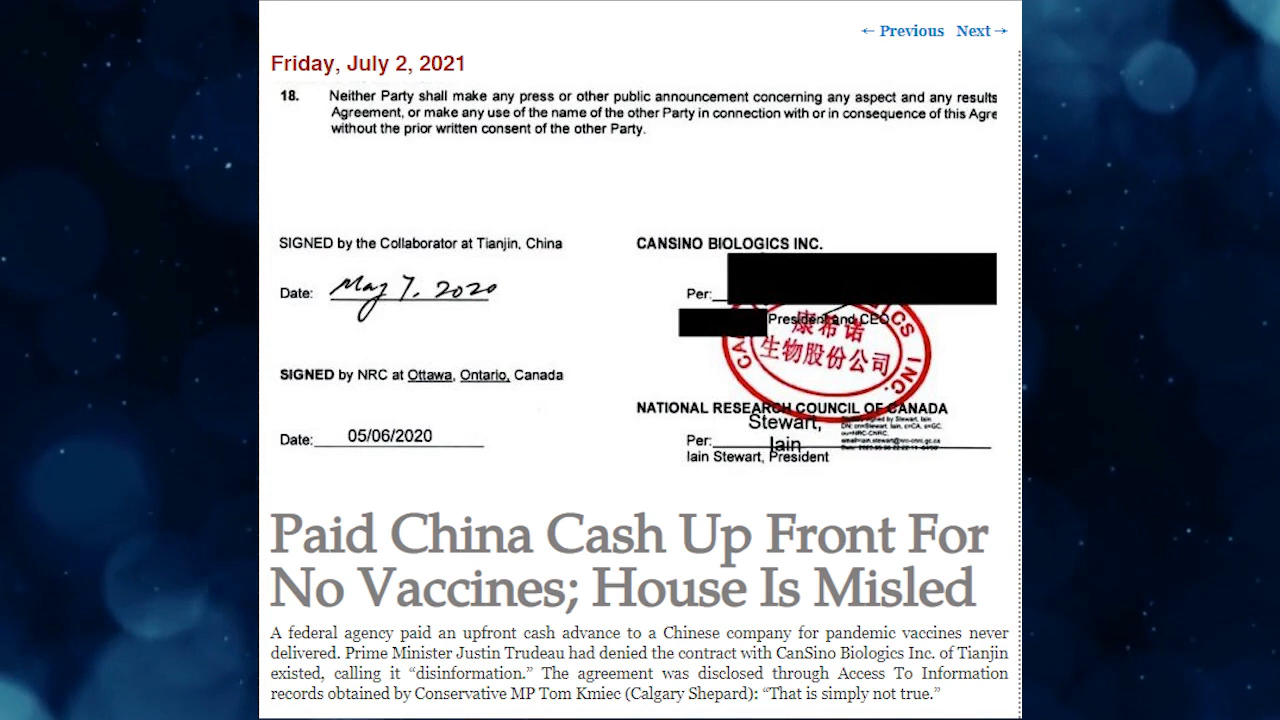 ← Previous Next →
Friday, July 2, 2021
18. Neither Party shall make any press or other public announcement concerning any aspect and any results
Agreement, or make any use of the name of the other Party in connection with or in consequence of this Agre
without the prior written consent of the other Party.
SIGNED by the Collaborator at Tianjin, China
CANSINO BIOLOGICS INC.
Date: May 7, 2020
Per:
President and CEO
康希诺
生物股份公司
SIGNED by NRC at Ottawa, Ontario, Canada
NATIONAL RESEARCH COUNCIL OF CANADA
Date: 05/06/2020
Per: Stewart,
Iain
Iain Stewart, President
Paid China Cash Up Front For
No Vaccines; House Is Misled
A federal agency paid an upfront cash advance to a Chinese company for pandemic vaccines never
delivered. Prime Minister Justin Trudeau had denied the contract with CanSino Biologics Inc. of Tianjin
existed, calling it “disinformation.” The agreement was disclosed through Access To Information
records obtained by Conservative MP Tom Kmiec (Calgary Shepard): “That is simply not true.”